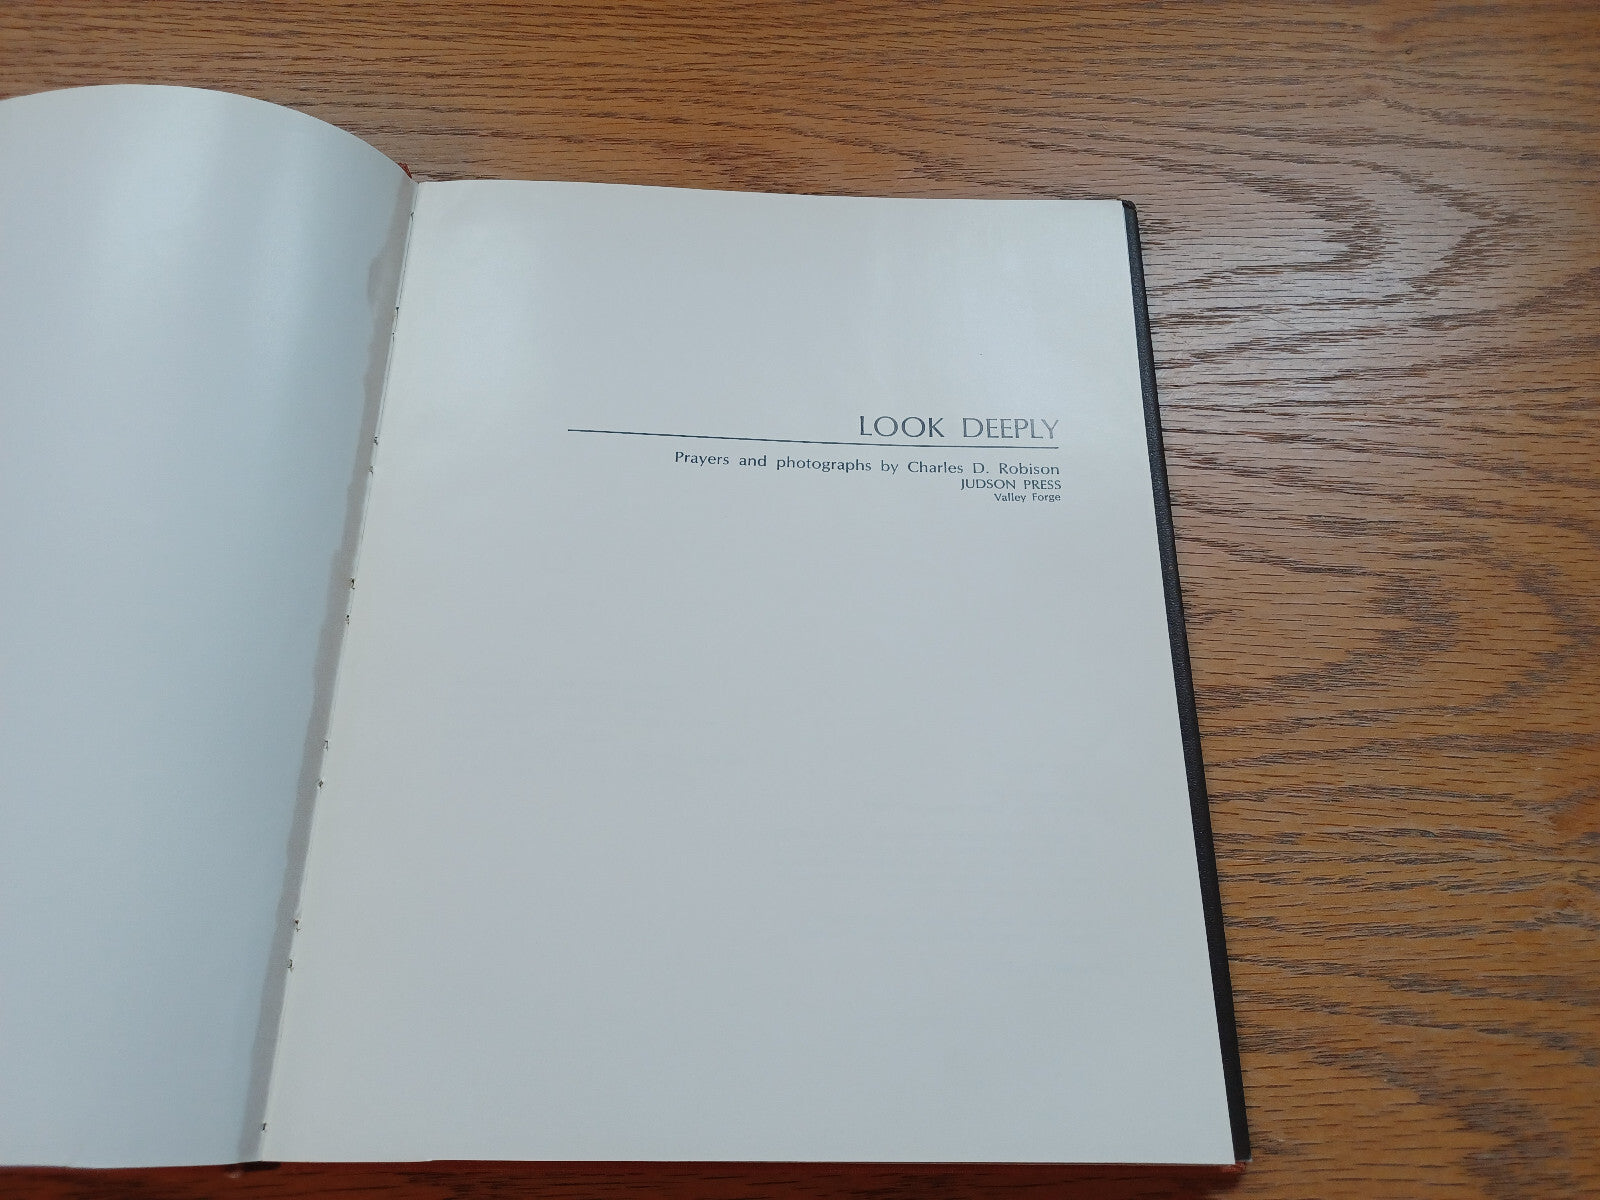 LOOK DEEPLY
Prayers and photographs by Charles D. Robison
JUDSON PRESS
Valley Forge